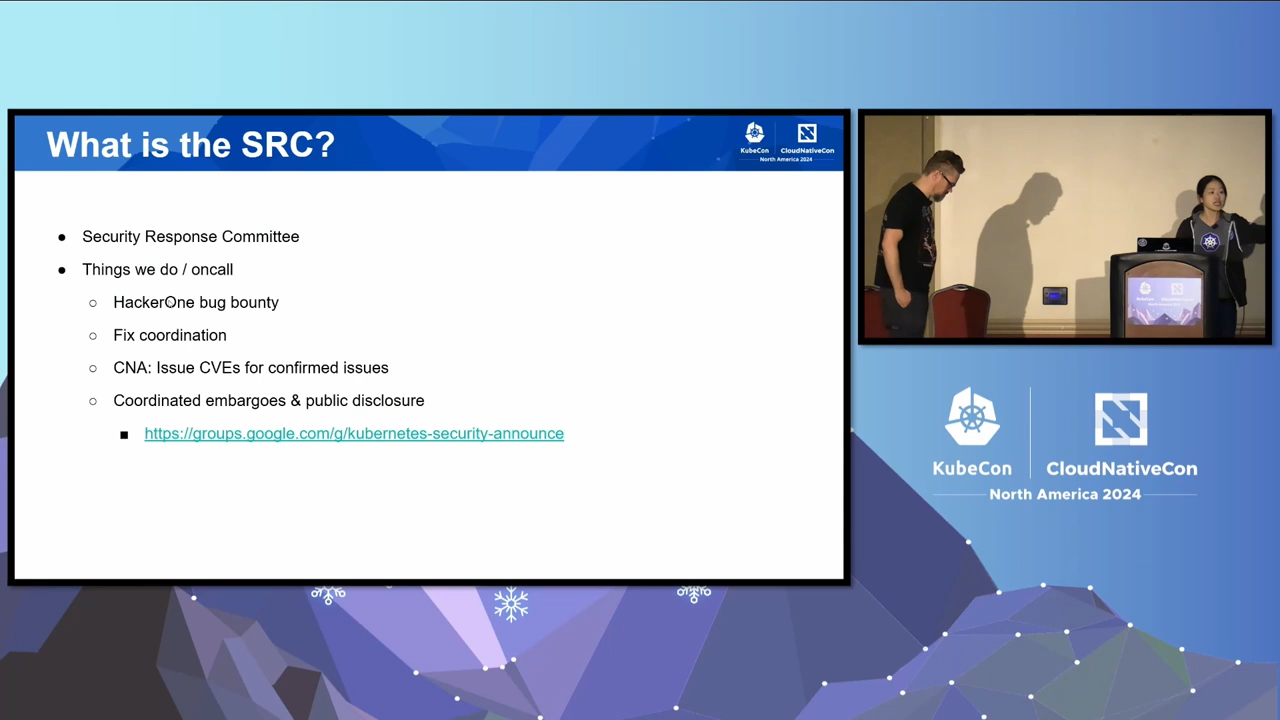 What is the SRC?
KubeCon
CloudNativeCon
North America 2024
Security Response Committee
Things we do / oncall
HackerOne bug bounty
Fix coordination
CNA: Issue CVEs for confirmed issues
Coordinated embargoes & public disclosure
https://groups.google.com/g/kubernetes-security-announce
KubeCon
CloudNativeCon
North America 2024